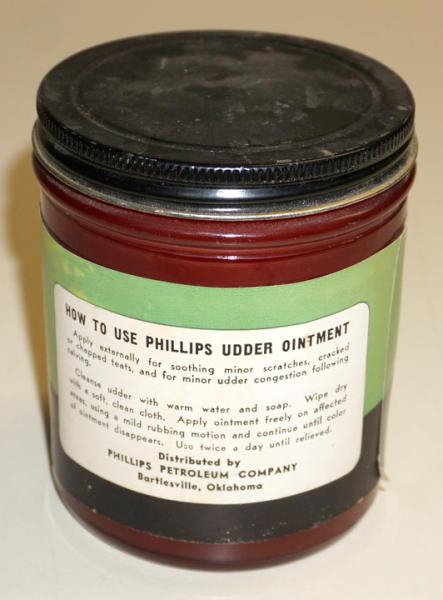 HOW TO USE PHILLIPS UDDER OINTMENT
Apply externally for soothing minor scratches, cracked
or chapped teats, and for minor udder congestion following
calving.
Cleanse udder with warm water and soap. Wipe dry
with a soft, clean cloth. Apply ointment freely on affected
areas, using a mild rubbing motion and continue until color
of ointment disappears. Use twice a day until relieved.
Distributed by
PHILLIPS PETROLEUM COMPANY
Bartlesville, Oklahoma